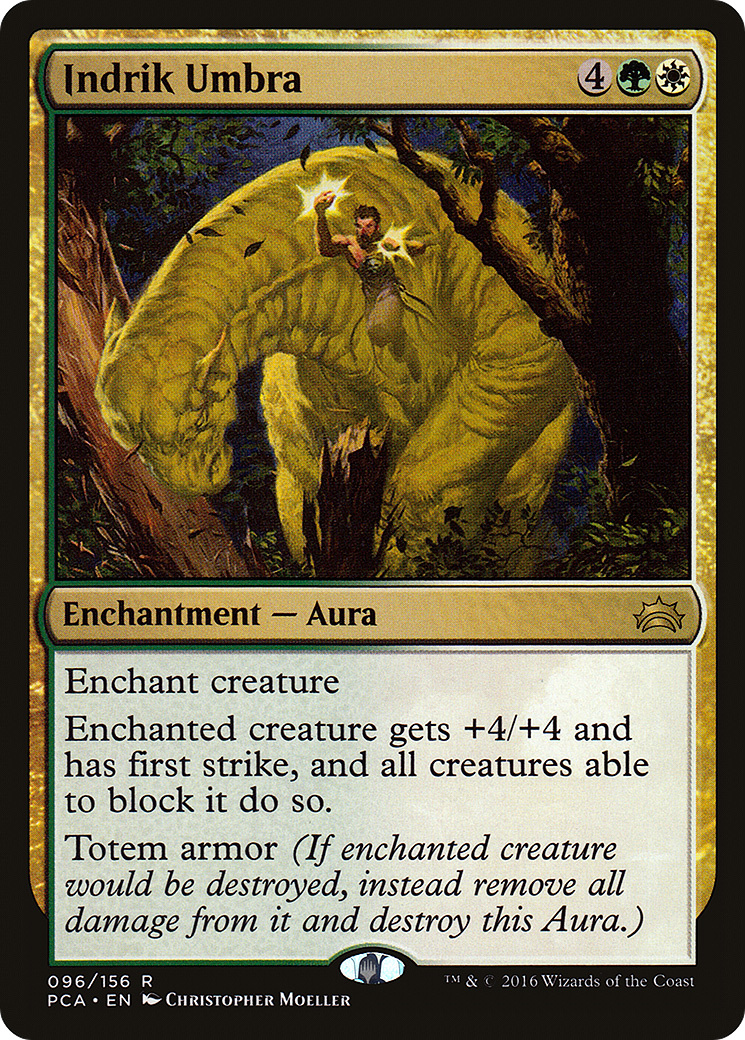 Indrik Umbra 4
Enchantment — Aura
Enchant creature
Enchanted creature gets +4/+4 and
has first strike, and all creatures able
to block it do so.
Totem armor (If enchanted creature
would be destroyed, instead remove all
damage from it and destroy this Aura.)
096/156 R
PCA • EN Christopher Moeller
™ & © 2016 Wizards of the Coast